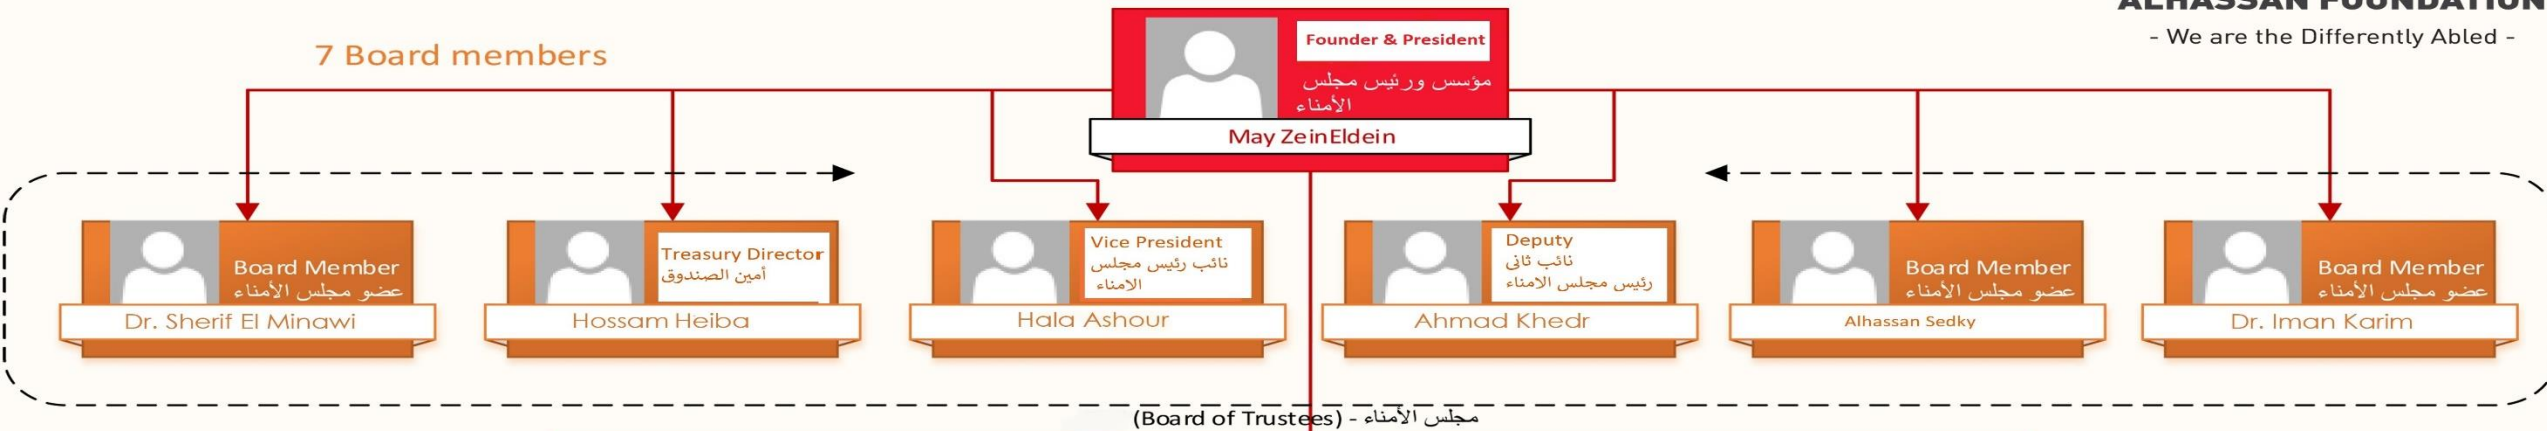 ALHASSAN FOUNDATION
- We are the Differently Abled -
7 Board members
Founder & President
مؤسس ورئيس مجلس
الأمناء
May ZeinEldein
Board Member
عضو مجلس الأمناء
Dr. Sherif El Minawi
Treasury Director
أمين الصندوق
Hossam Heiba
Vice President
نائب رئيس مجلس
الامناء
Hala Ashour
Deputy
نائب ثانى
رئيس مجلس الامناء
Ahmad Khedr
Board Member
عضو مجلس الأمناء
Alhassan Sedky
Board Member
عضو مجلس الأمناء
Dr. Iman Karim
(Board of Trustees) - مجلس الأمناء